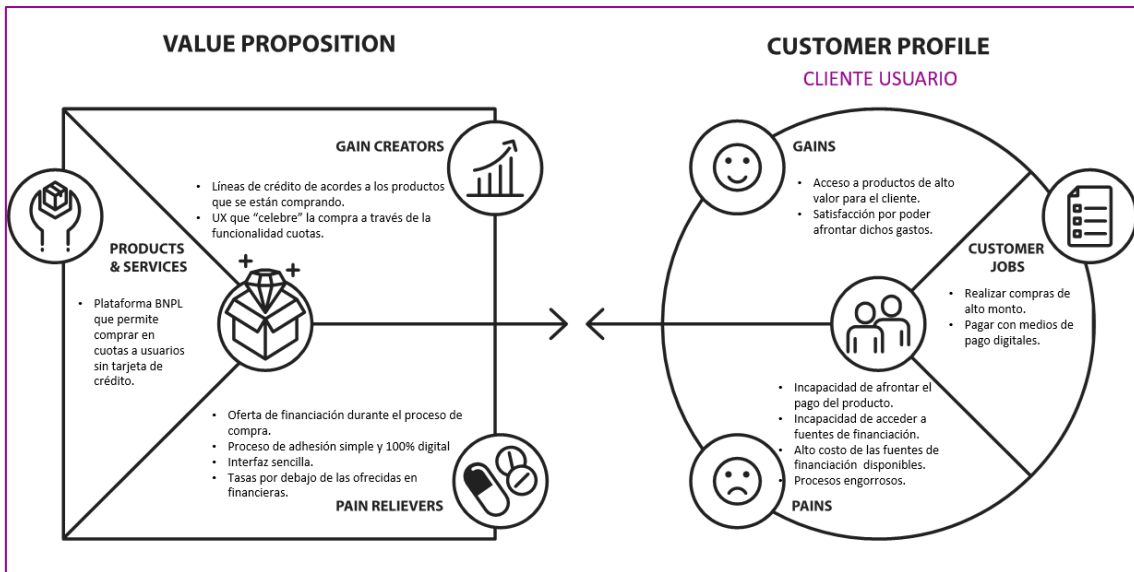 VALUE PROPOSITION
GAIN CREATORS
• Líneas de crédito de acordes a los productos
que se están comprando.
• UX que “celebre” la compra a través de la
funcionalidad cuotas.
PRODUCTS
& SERVICES
• Plataforma BNPL
que permite
comprar en
cuotas a usuarios
sin tarjeta de
crédito.
• Oferta de financiación durante el proceso de
compra.
• Proceso de adhesión simple y 100% digital
• Interfaz sencilla.
• Tasas por debajo de las ofrecidas en
financieras.
PAIN RELIEVERS
CUSTOMER PROFILE
CLIENTE USUARIO
GAINS
• Acceso a productos de alto
valor para el cliente.
• Satisfacción por poder
afrontar dichos gastos.
CUSTOMER
JOBS
• Realizar compras de
alto monto.
• Pagar con medios de
pago digitales.
• Incapacidad de afrontar el
pago del producto.
• Incapacidad de acceder a
fuentes de financiación.
• Alto costo de las fuentes de
financiación disponibles.
• Procesos engorrosos.
PAINS